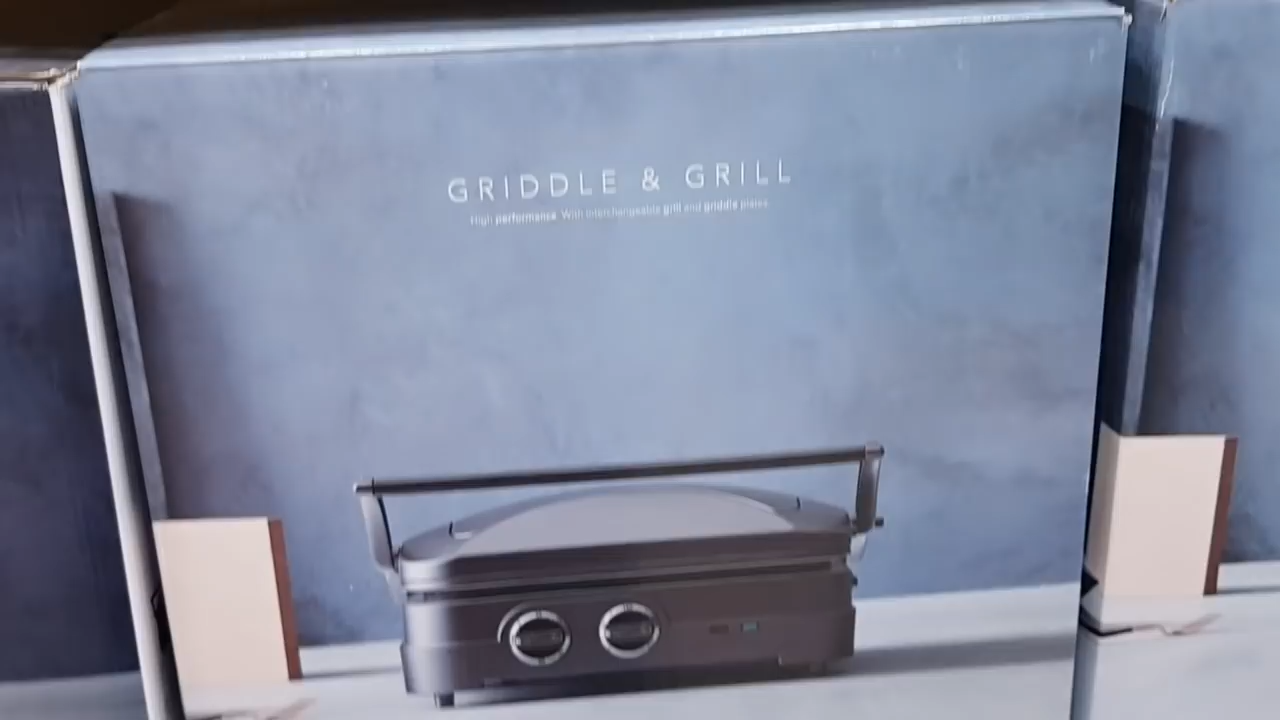 GRIDDLE & GRILL
High performance. With interchangeable grill and griddle plates.